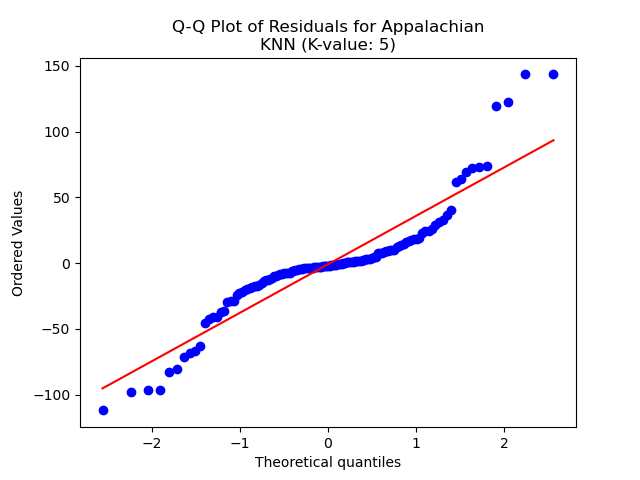 Q-Q Plot of Residuals for Appalachian
KNN (K-value: 5)
150
100
50
0
−50
−100
Ordered Values
−2
−1
0
1
2
Theoretical quantiles